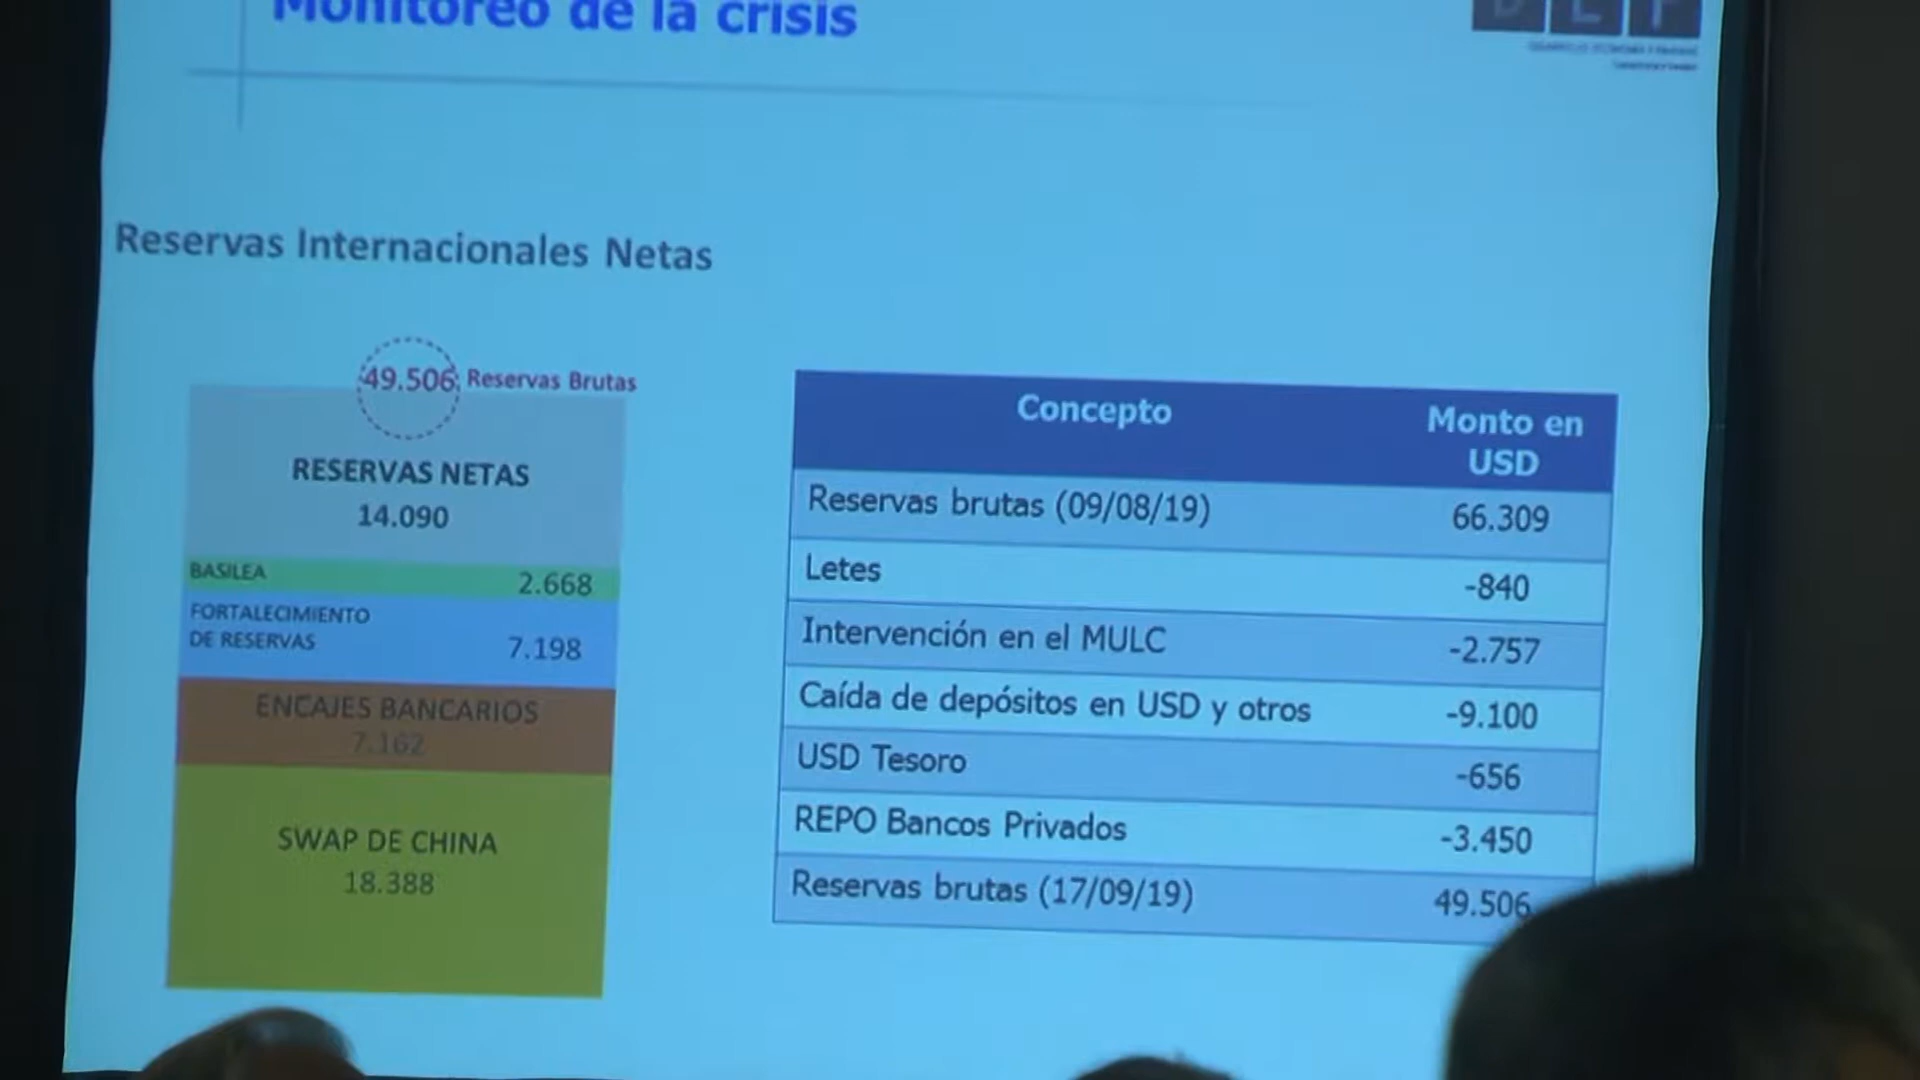 Monitoreo de la crisis
D E F
Reservas Internacionales Netas
49.506 Reservas Brutas
RESERVAS NETAS
14.090
BASILEA 2.668
FORTALECIMIENTO
DE RESERVAS 7.198
ENCAJES BANCARIOS
7.162
SWAP DE CHINA
18.388
Concepto Monto en
USD
Reservas brutas (09/08/19) 66.309
Letes -840
Intervención en el MULC -2.757
Caída de depósitos en USD y otros -9.100
USD Tesoro -656
REPO Bancos Privados -3.450
Reservas brutas (17/09/19) 49.506